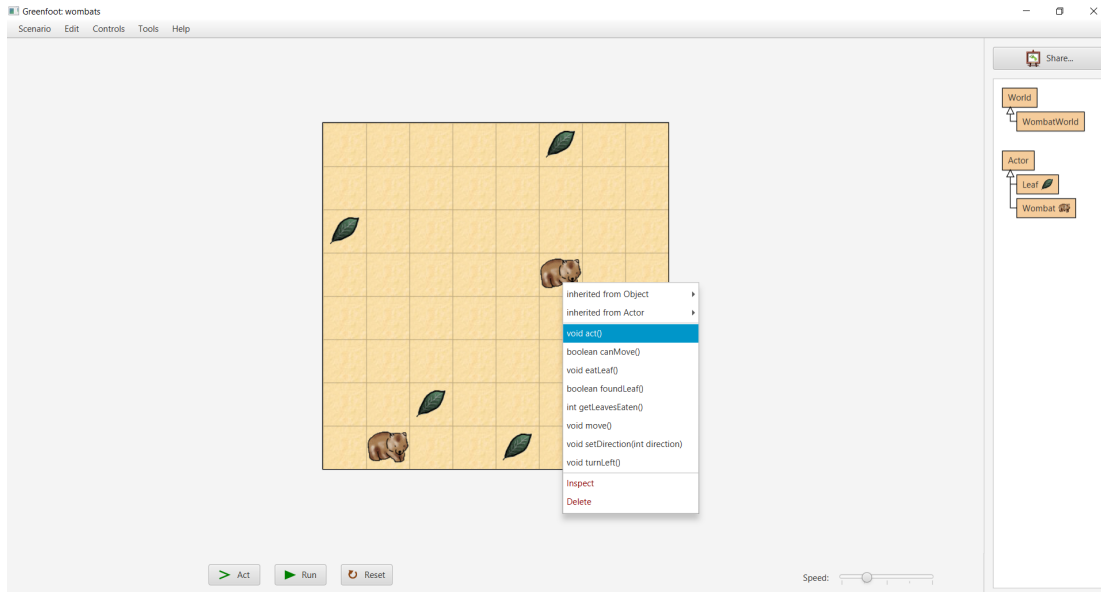 Greenfoot: wombats
Scenario Edit Controls Tools Help
Share...
World
WombatWorld
Actor
Leaf
Wombat
inherited from Object
inherited from Actor
void act()
boolean canMove()
void eatLeaf()
boolean foundLeaf()
int getLeavesEaten()
void move()
void setDirection(int direction)
void turnLeft()
Inspect
Delete
Act Run Reset Speed: